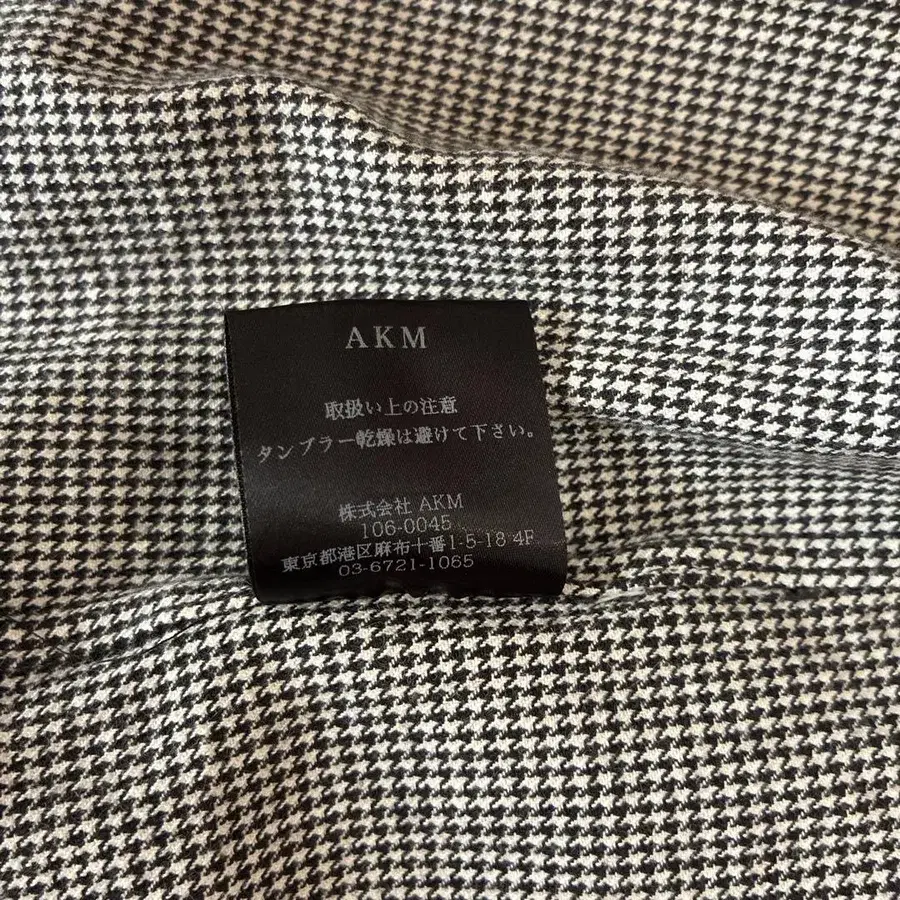 AKM
取扱い上の注意
タンブラー乾燥は避けて下さい。
株式会社 AKM
106-0045
東京都港区麻布十番1-5-18 4F
03-6721-1065